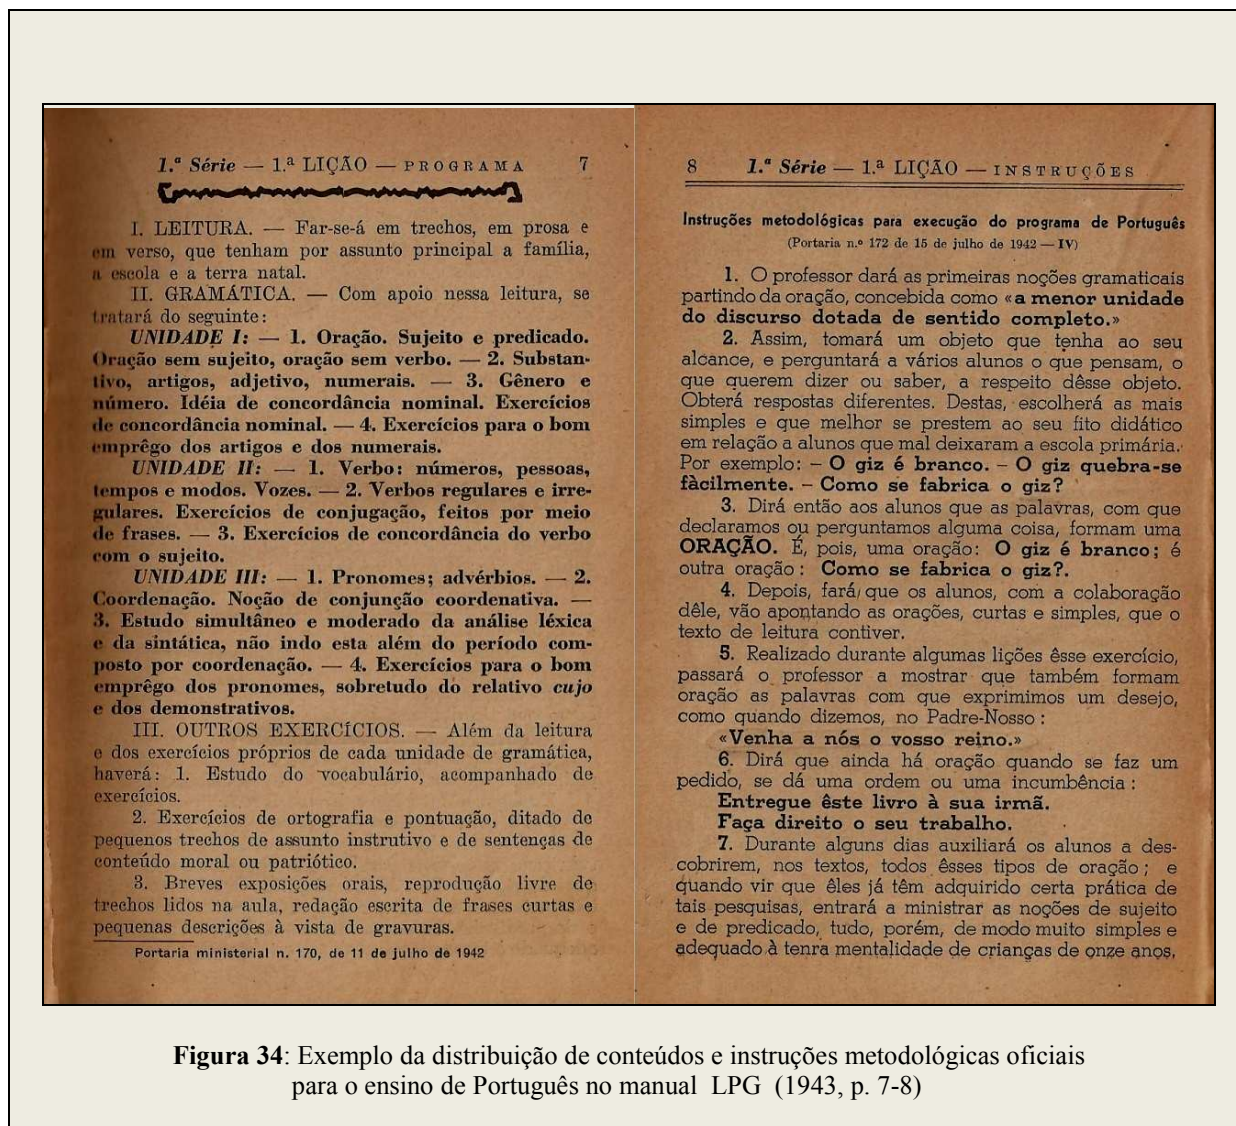 1.ª Série — 1.ª LIÇÃO — PROGRAMA 7
I. LEITURA. — Far-se-á em trechos, em prosa e
em verso, que tenham por assunto principal a família,
a escola e a terra natal.
II. GRAMÁTICA. — Com apoio nessa leitura, se
tratará do seguinte:
UNIDADE I: — 1. Oração. Sujeito e predicado.
Oração sem sujeito, oração sem verbo. — 2. Substan-
tivo, artigos, adjetivo, numerais. — 3. Gênero e
número. Idéia de concordância nominal. Exercícios
de concordância nominal. — 4. Exercícios para o bom
emprêgo dos artigos e dos numerais.
UNIDADE II: — 1. Verbo: números, pessoas,
tempos e modos. Vozes. — 2. Verbos regulares e irre-
gulares. Exercícios de conjugação, feitos por meio
de frases. — 3. Exercícios de concordância do verbo
com o sujeito.
UNIDADE III: — 1. Pronomes; advérbios. — 2.
Coordenação. Noção de conjunção coordenativa. —
3. Estudo simultâneo e moderado da análise léxica
e da sintática, não indo esta além do período com-
posto por coordenação. — 4. Exercícios para o bom
emprêgo dos pronomes, sobretudo do relativo cujo
e dos demonstrativos.
III. OUTROS EXERCÍCIOS. — Além da leitura
e dos exercícios próprios de cada unidade de gramática,
haverá: 1. Estudo do vocabulário, acompanhado de
exercícios.
2. Exercícios de ortografia e pontuação, ditado de
pequenos trechos de assunto instrutivo e de sentenças de
conteúdo moral ou patriótico.
3. Breves exposições orais, reprodução livre de
trechos lidos na aula, redação escrita de frases curtas e
pequenas descrições à vista de gravuras.
Portaria ministerial n. 170, de 11 de julho de 1942
8 1.ª Série — 1.ª LIÇÃO — INSTRUÇÕES
Instruções metodológicas para execução do programa de Português
(Portaria n.º 172 de 15 de julho de 1942 — IV)
1. O professor dará as primeiras noções gramaticais
partindo da oração, concebida como «a menor unidade
do discurso dotada de sentido completo.»
2. Assim, tomará um objeto que tenha ao seu
alcance, e perguntará a vários alunos o que pensam, o
que querem dizer ou saber, a respeito dêsse objeto.
Obterá respostas diferentes. Destas, escolherá as mais
simples e que melhor se prestem ao seu fito didático
em relação a alunos que mal deixaram a escola primária.
Por exemplo: – O giz é branco. – O giz quebra-se
fàcilmente. – Como se fabrica o giz?
3. Dirá então aos alunos que as palavras, com que
declaramos ou perguntamos alguma coisa, formam uma
ORAÇÃO. É, pois, uma oração: O giz é branco; é
outra oração: Como se fabrica o giz?.
4. Depois, fará que os alunos, com a colaboração
dêle, vão apontando as orações, curtas e simples, que o
texto de leitura contiver.
5. Realizado durante algumas lições êsse exercício,
passará o professor a mostrar que também formam
oração as palavras com que exprimimos um desejo,
como quando dizemos, no Padre-Nosso :
«Venha a nós o vosso reino.»
6. Dirá que ainda há oração quando se faz um
pedido, se dá uma ordem ou uma incumbência :
Entregue êste livro à sua irmã.
Faça direito o seu trabalho.
7. Durante alguns dias auxiliará os alunos a des-
cobrirem, nos textos, todos êsses tipos de oração ; e
quando vir que êles já têm adquirido certa prática de
tais pesquisas, entrará a ministrar as noções de sujeito
e de predicado, tudo, porém, de modo muito simples e
adequado à tenra mentalidade de crianças de onze anos,
Figura 34: Exemplo da distribuição de conteúdos e instruções metodológicas oficiais
para o ensino de Português no manual LPG (1943, p. 7-8)